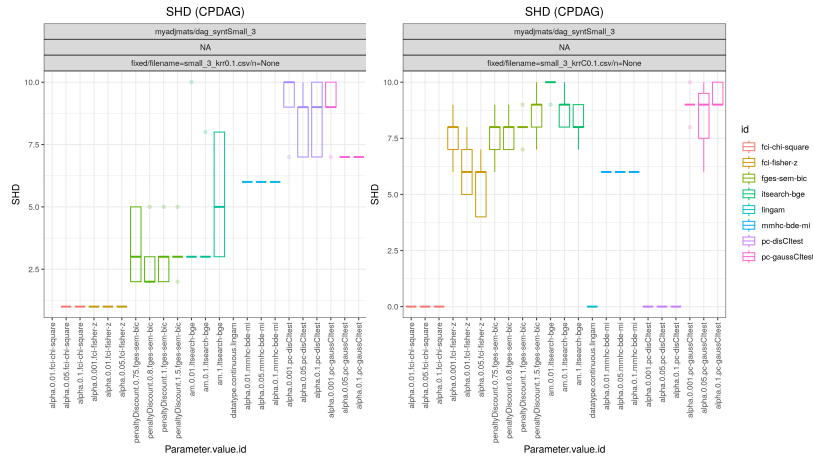 SHD (CPDAG)
myadjmats/dag_syntSmall_3
NA
fixed/filename=small_3_krr0.1.csv/n=None
SHD
10.0
7.5
5.0
2.5
alpha.0.01.fci-chi-square
alpha.0.05.fci-chi-square
alpha.0.1.fci-chi-square
alpha.0.001.fci-fisher-z
alpha.0.01.fci-fisher-z
alpha.0.05.fci-fisher-z
penaltyDiscount.0.75.fges-sem-bic
penaltyDiscount.0.8.fges-sem-bic
penaltyDiscount.1.fges-sem-bic
penaltyDiscount.1.5.fges-sem-bic
am.0.01.itsearch-bge
am.0.1.itsearch-bge
am.1.itsearch-bge
datatype.continuous.lingam
alpha.0.01.mmhc-bde-mi
alpha.0.05.mmhc-bde-mi
alpha.0.1.mmhc-bde-mi
alpha.0.001.pc-disCItest
alpha.0.05.pc-disCItest
alpha.0.1.pc-disCItest
alpha.0.001.pc-gaussCItest
alpha.0.05.pc-gaussCItest
alpha.0.1.pc-gaussCItest
Parameter.value.id
SHD (CPDAG)
myadjmats/dag_syntSmall_3
NA
fixed/filename=small_3_krrC0.1.csv/n=None
SHD
10.0
7.5
5.0
2.5
0.0
alpha.0.01.fci-chi-square
alpha.0.05.fci-chi-square
alpha.0.1.fci-chi-square
alpha.0.001.fci-fisher-z
alpha.0.01.fci-fisher-z
alpha.0.05.fci-fisher-z
penaltyDiscount.0.75.fges-sem-bic
penaltyDiscount.0.8.fges-sem-bic
penaltyDiscount.1.fges-sem-bic
penaltyDiscount.1.5.fges-sem-bic
am.0.01.itsearch-bge
am.0.1.itsearch-bge
am.1.itsearch-bge
datatype.continuous.lingam
alpha.0.01.mmhc-bde-mi
alpha.0.05.mmhc-bde-mi
alpha.0.1.mmhc-bde-mi
alpha.0.001.pc-disCItest
alpha.0.05.pc-disCItest
alpha.0.1.pc-disCItest
alpha.0.001.pc-gaussCItest
alpha.0.05.pc-gaussCItest
alpha.0.1.pc-gaussCItest
Parameter.value.id
id
fci-chi-square
fci-fisher-z
fges-sem-bic
itsearch-bge
lingam
mmhc-bde-mi
pc-disCItest
pc-gaussCItest